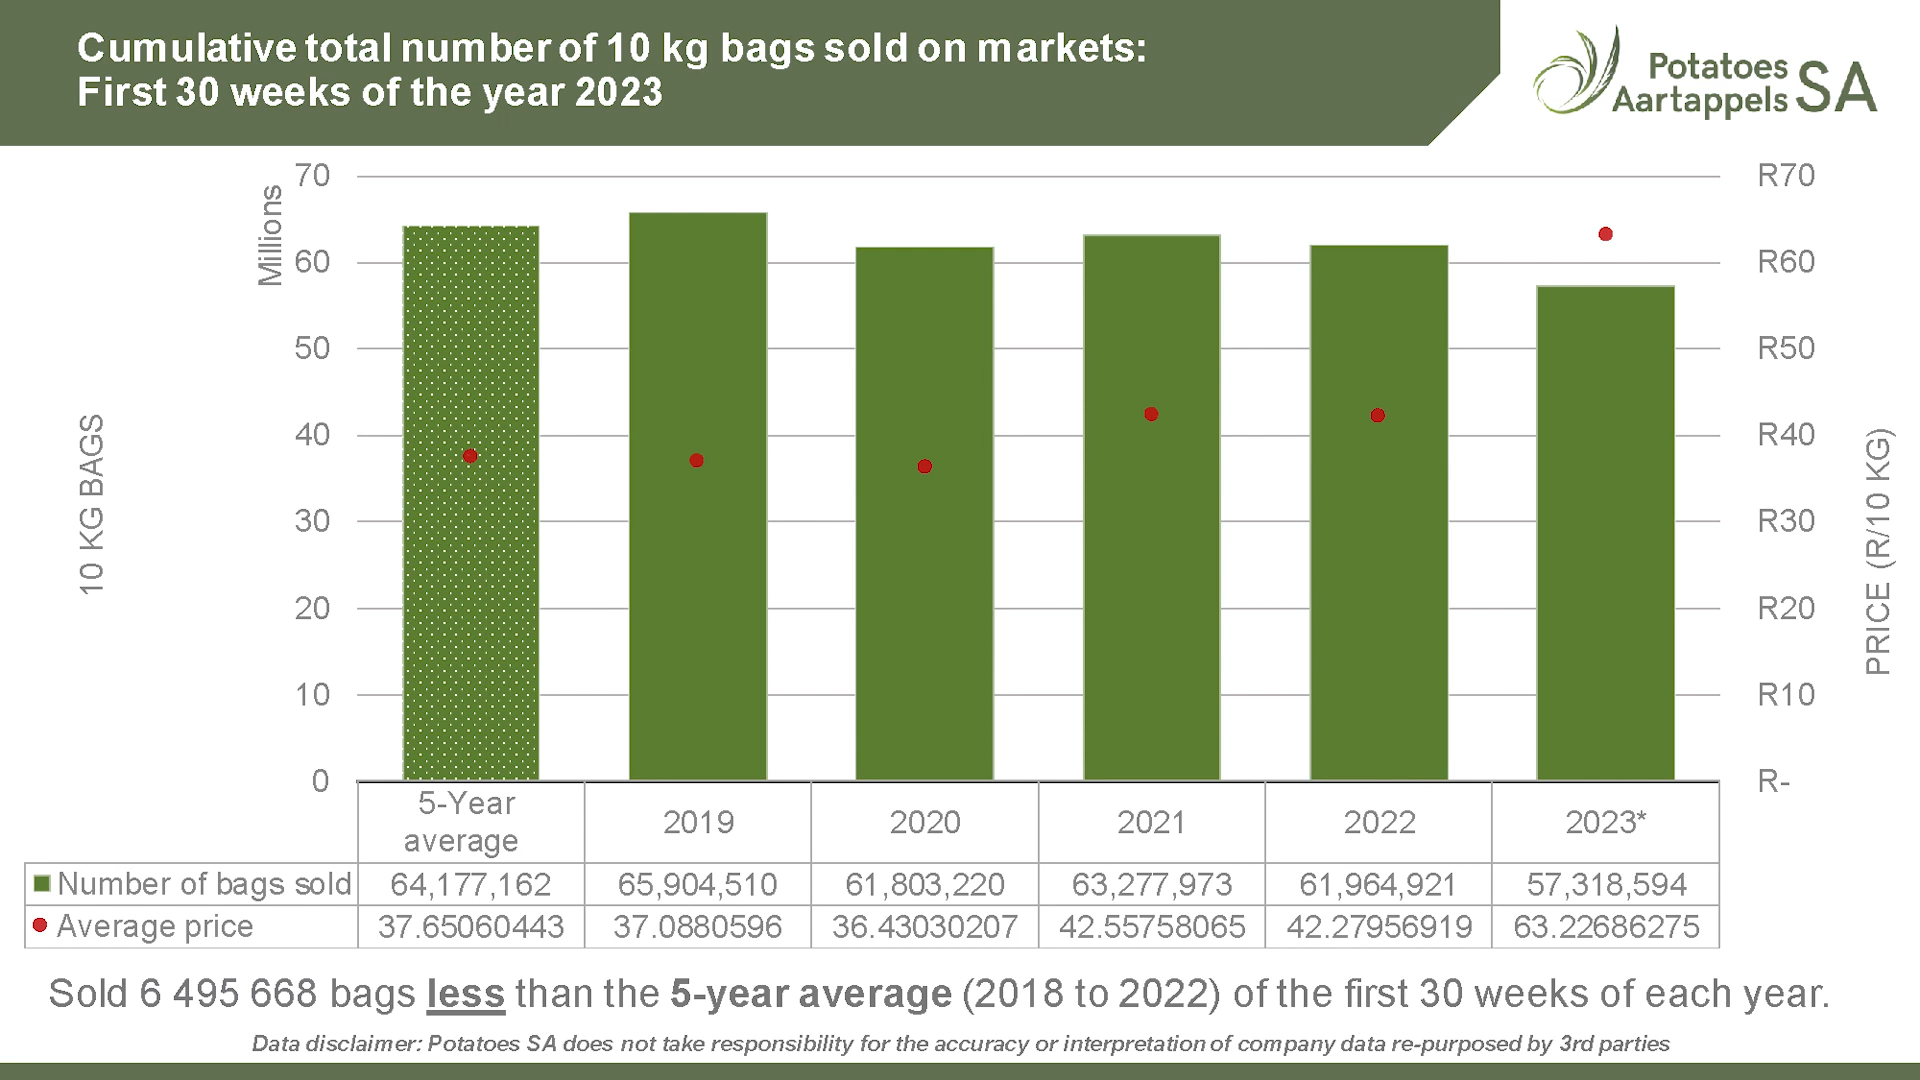 Cumulative total number of 10 kg bags sold on markets:
First 30 weeks of the year 2023
Potatoes
Aartappels SA
Millions
10 KG BAGS
70
60
50
40
30
20
10
0
R70
R60
R50
R40
R30
R20
R10
R-
PRICE (R/10 KG)
5-Year average 2019 2020 2021 2022 2023*
Number of bags sold 64,177,162 65,904,510 61,803,220 63,277,973 61,964,921 57,318,594
Average price 37.65060443 37.0880596 36.43030207 42.55758065 42.27956919 63.22686275
Sold 6 495 668 bags less than the 5-year average (2018 to 2022) of the first 30 weeks of each year.
Data disclaimer: Potatoes SA does not take responsibility for the accuracy or interpretation of company data re-purposed by 3rd parties